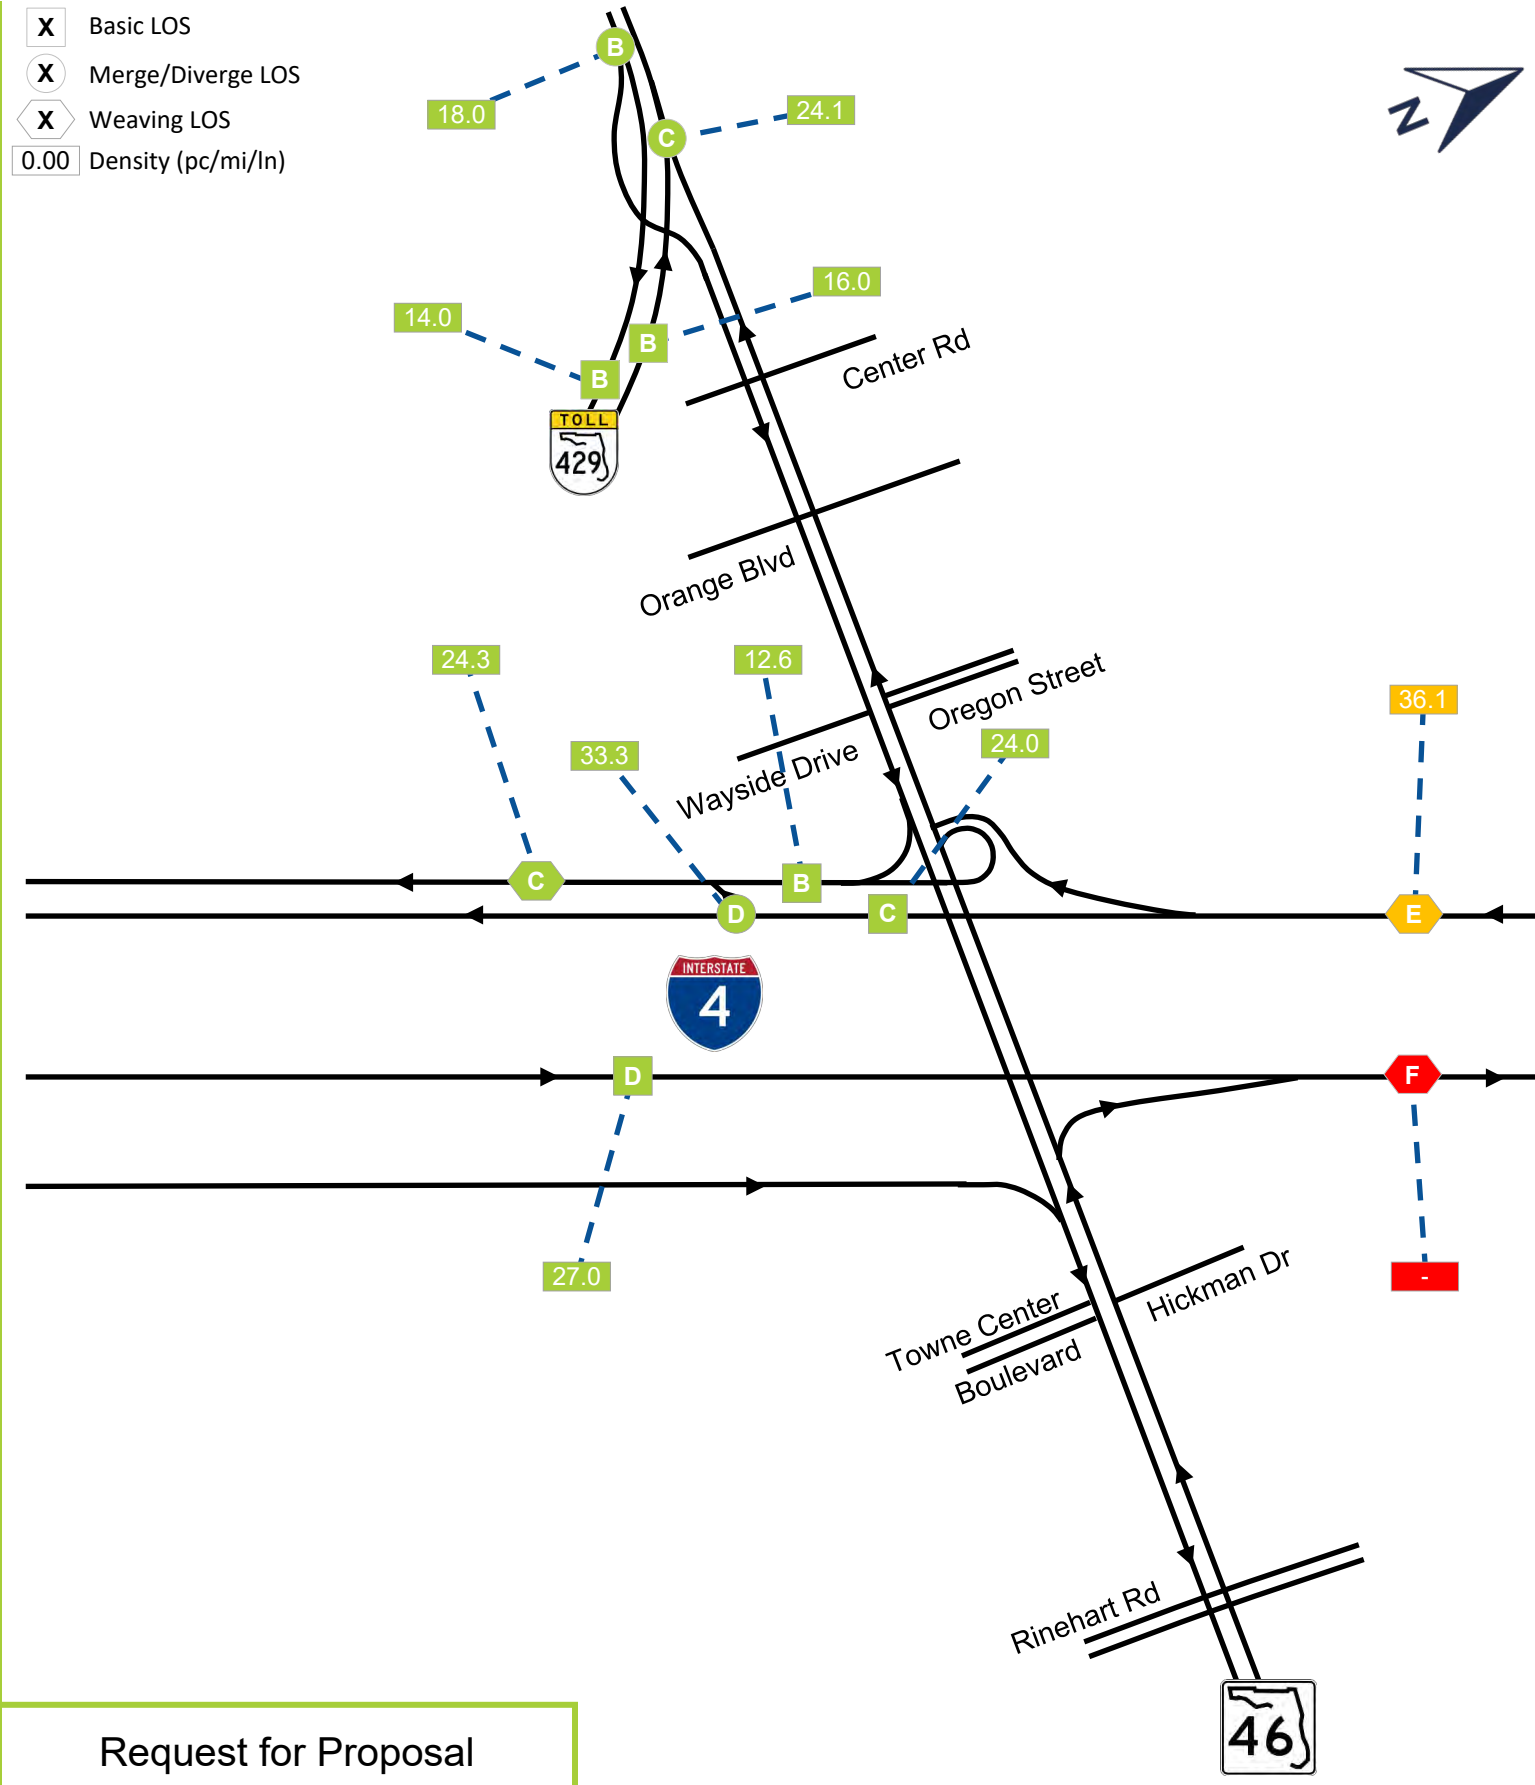 X Basic LOS
X Merge/Diverge LOS
X Weaving LOS
0.00 Density (pc/mi/ln)
B
18.0
24.1
C
N
16.0
14.0
B
B
Center Rd
TOLL
429
Orange Blvd
24.3
12.6
Oregon Street
36.1
33.3
24.0
Wayside Drive
C
B
D
C
E
INTERSTATE
4
D
F
27.0
-
Hickman Dr
Towne Center
Boulevard
Rinehart Rd
46
Request for Proposal